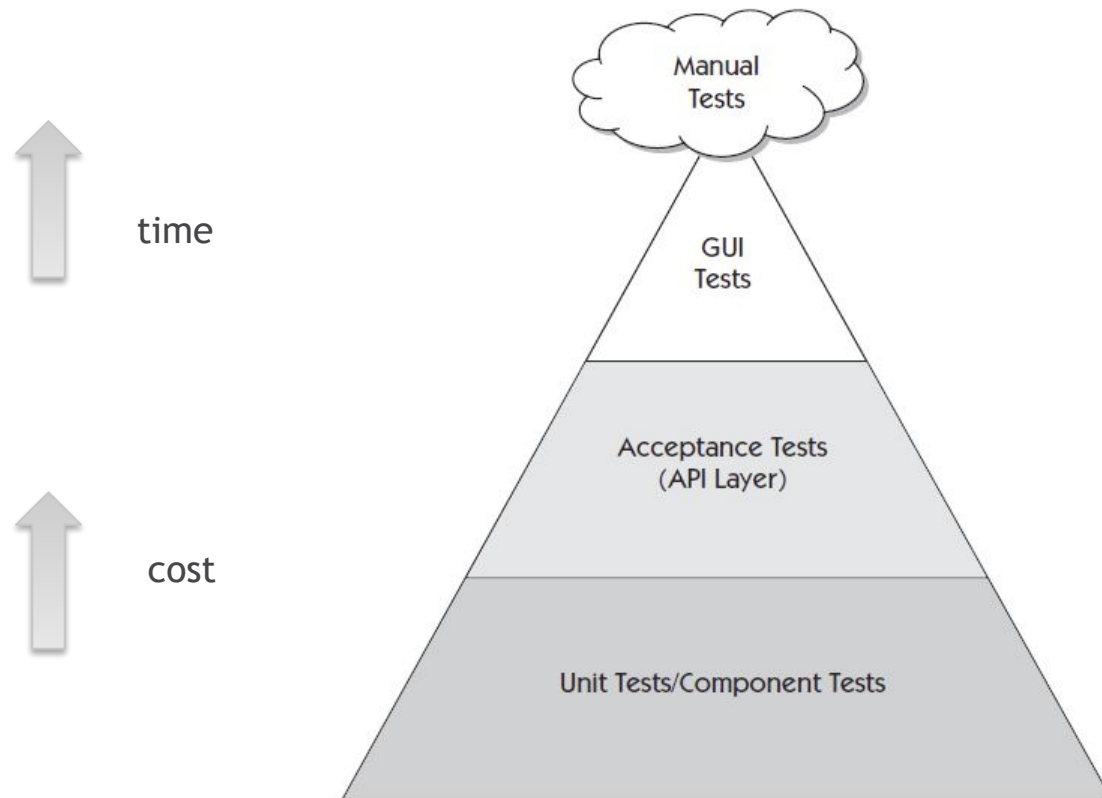 Manual
Tests
time
GUI
Tests
Acceptance Tests
(API Layer)
cost
Unit Tests/Component Tests